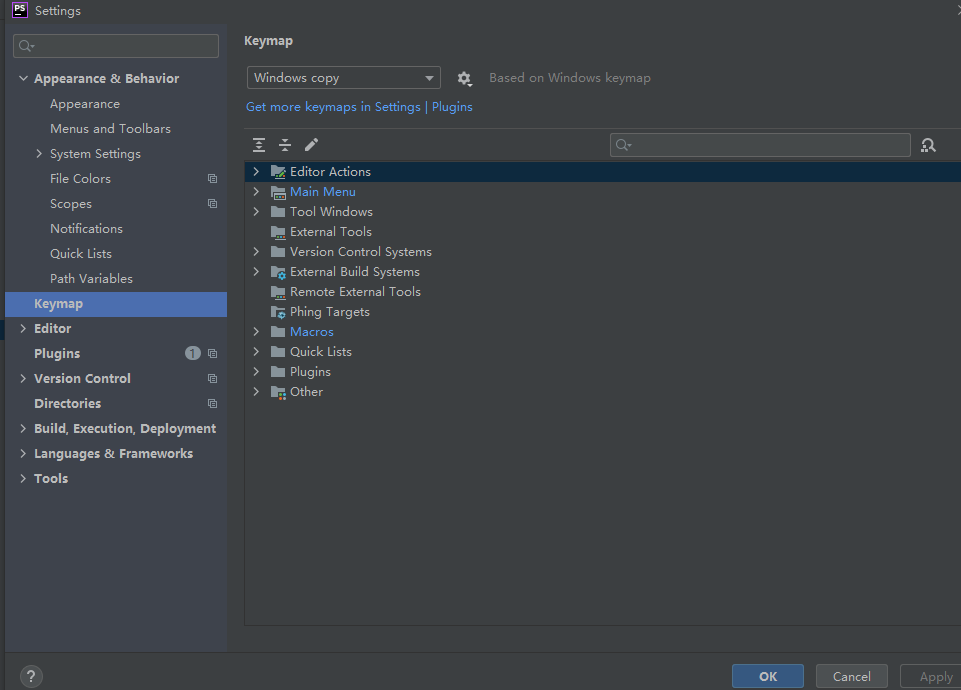 PS Settings
Appearance & Behavior
Appearance
Menus and Toolbars
System Settings
File Colors
Scopes
Notifications
Quick Lists
Path Variables
Keymap
Editor
Plugins 1
Version Control
Directories
Build, Execution, Deployment
Languages & Frameworks
Tools
Keymap
Windows copy Based on Windows keymap
Get more keymaps in Settings | Plugins
Editor Actions
Main Menu
Tool Windows
External Tools
Version Control Systems
External Build Systems
Remote External Tools
Phing Targets
Macros
Quick Lists
Plugins
Other
? OK Cancel Apply